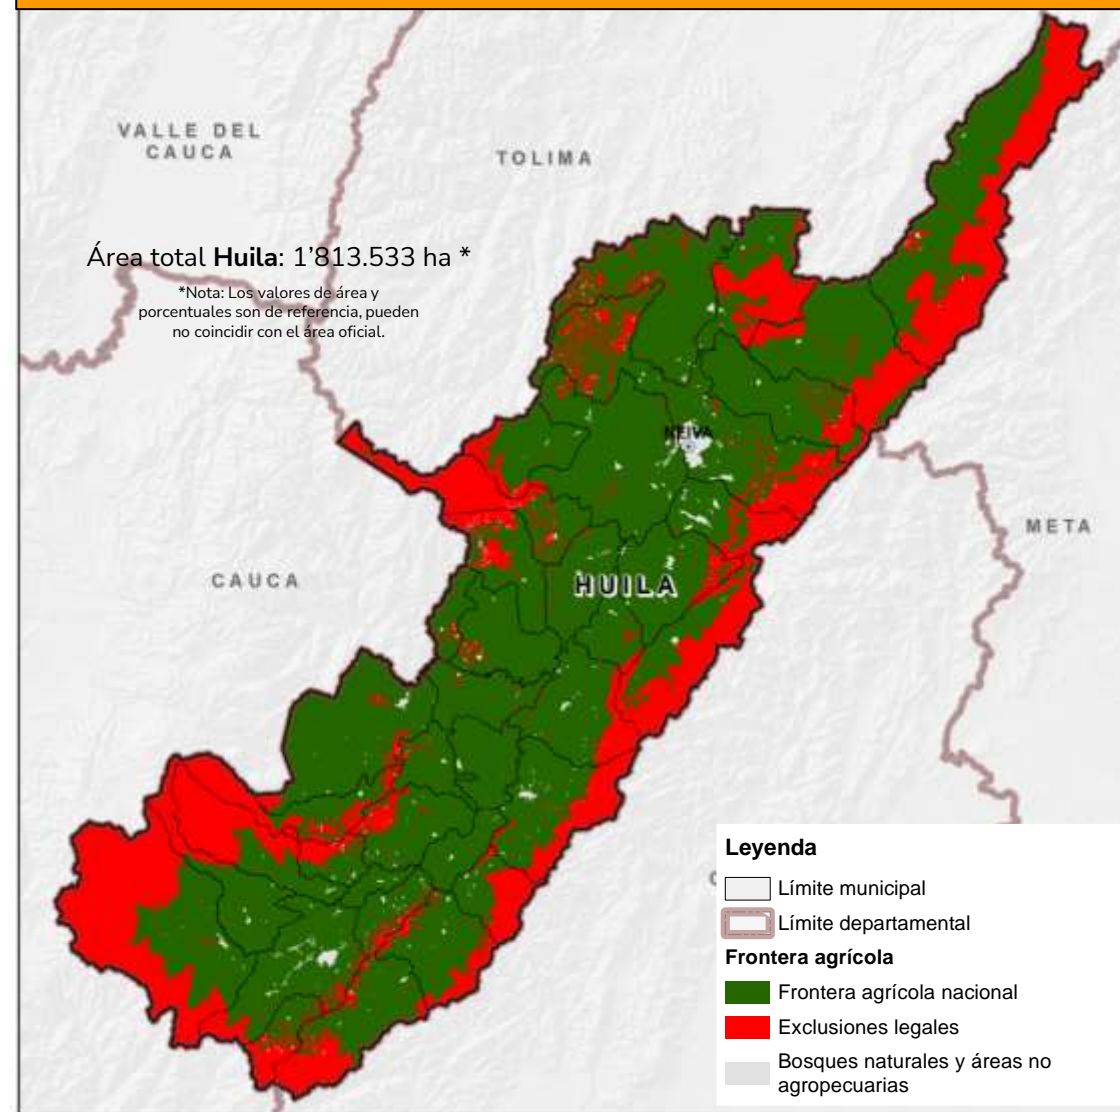 VALLE DEL
CAUCA
TOLIMA
Área total Huila: 1’813.533 ha *
*Nota: Los valores de área y
porcentuales son de referencia, pueden
no coincidir con el área oficial.
NEIVA
META
CAUCA
HUILA
Leyenda
Límite municipal
Límite departamental
Frontera agrícola
Frontera agrícola nacional
Exclusiones legales
Bosques naturales y áreas no
agropecuarias